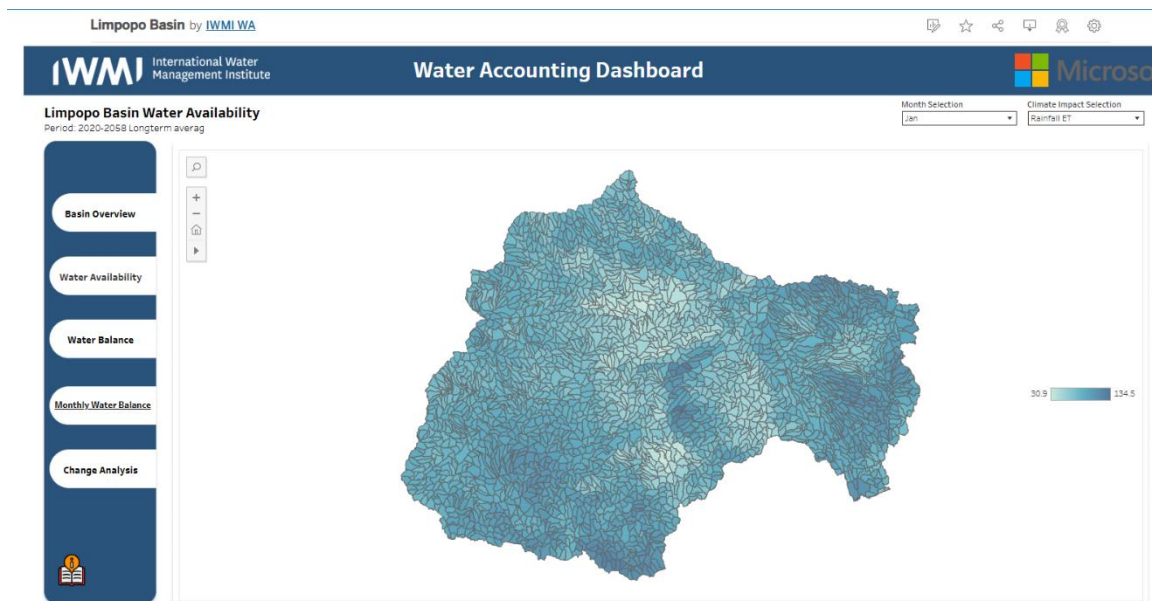 Limpopo Basin by IWMI WA
IWMI International Water Management Institute
Water Accounting Dashboard
Microso
Limpopo Basin Water Availability
Period: 2020-2058 Longterm averag
Month Selection
Jan
Climate Impact Selection
Rainfall ET
Basin Overview
Water Availability
Water Balance
Monthly Water Balance
Change Analysis
30.9 134.5